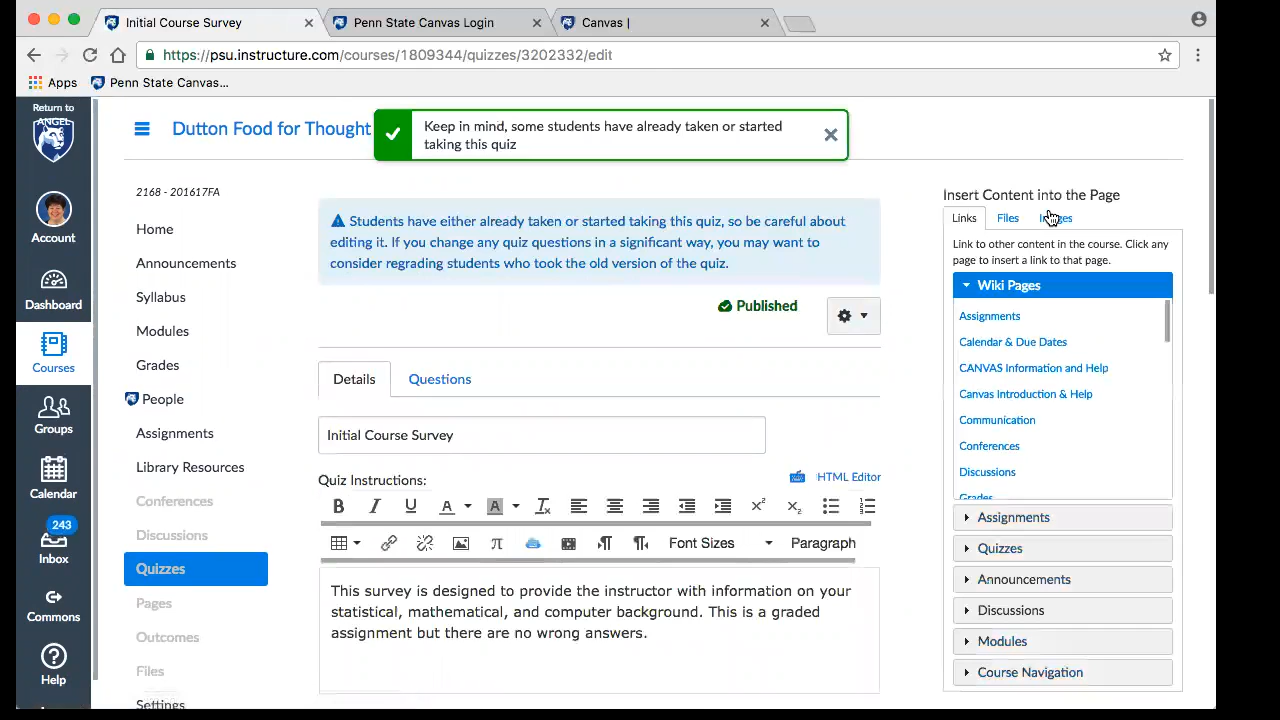 Initial Course Survey
Penn State Canvas Login
Canvas |
https://psu.instructure.com/courses/1809344/quizzes/3202332/edit
Apps
Penn State Canvas...
Return to
ANGEL
Account
Dashboard
Courses
Groups
Calendar
243
Inbox
Commons
Help
Dutton Food for Thought
Keep in mind, some students have already taken or started
taking this quiz
2168 - 201617FA
Home
Announcements
Syllabus
Modules
Grades
People
Assignments
Library Resources
Conferences
Discussions
Quizzes
Pages
Outcomes
Files
Settings
Students have either already taken or started taking this quiz, so be careful about
editing it. If you change any quiz questions in a significant way, you may want to
consider regrading students who took the old version of the quiz.
Published
Details
Questions
Initial Course Survey
Quiz Instructions:
HTML Editor
Font Sizes
Paragraph
This survey is designed to provide the instructor with information on your
statistical, mathematical, and computer background. This is a graded
assignment but there are no wrong answers.
Insert Content into the Page
Links
Files
Images
Link to other content in the course. Click any
page to insert a link to that page.
Wiki Pages
Assignments
Calendar & Due Dates
CANVAS Information and Help
Canvas Introduction & Help
Communication
Conferences
Discussions
Grades
Assignments
Quizzes
Announcements
Discussions
Modules
Course Navigation